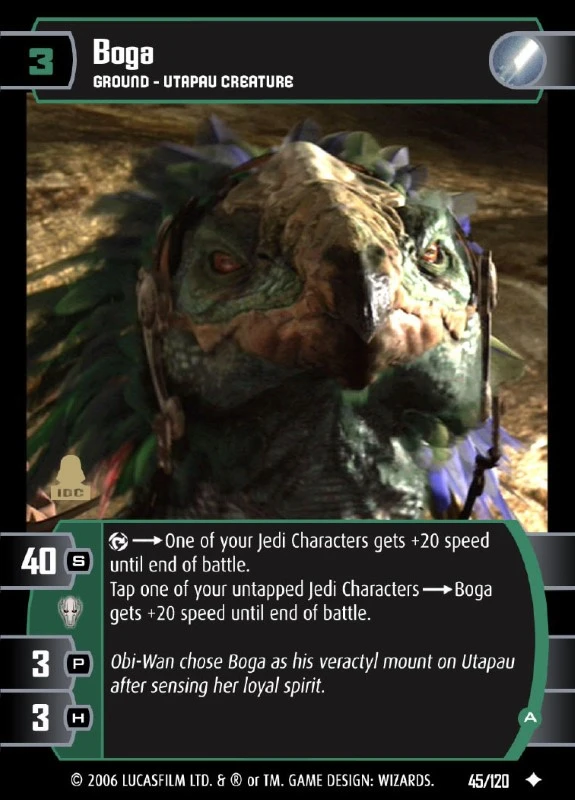 3
Boga
GROUND - UTAPAU CREATURE
IDC
→ One of your Jedi Characters gets +20 speed
until end of battle.
Tap one of your untapped Jedi Characters → Boga
gets +20 speed until end of battle.
Obi-Wan chose Boga as his veractyl mount on Utapau
after sensing her loyal spirit.
40 S
3 P
3 H
A
© 2006 LUCASFILM LTD. & ® or TM. GAME DESIGN: WIZARDS. 45/120